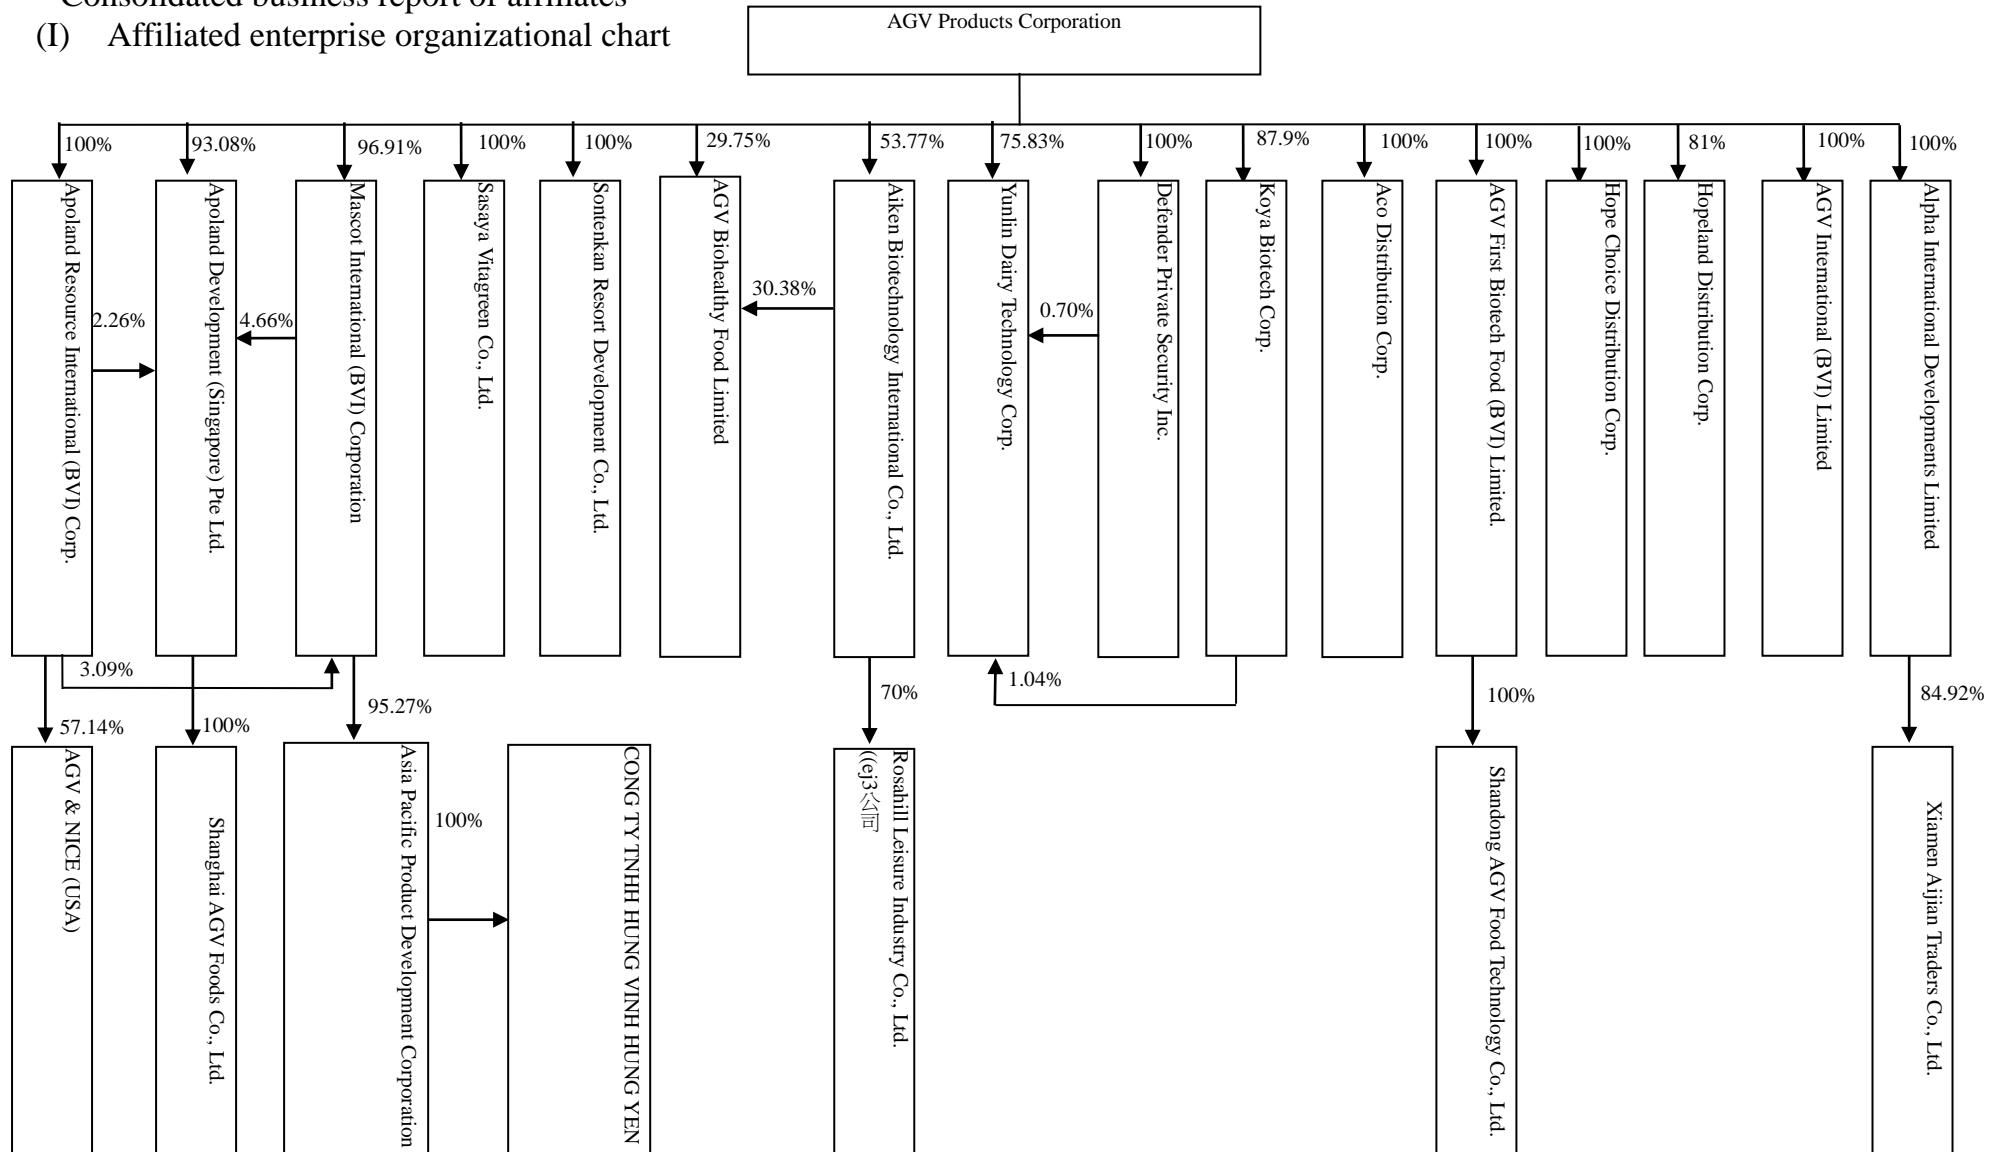 Consolidated business report of affiliates
(I) Affiliated enterprise organizational chart
AGV Products Corporation
100%
93.08%
96.91%
100%
100%
29.75%
53.77%
75.83%
100%
87.9%
100%
100%
100%
81%
100%
100%
Apoland Resource International (BVI) Corp.
Apoland Development (Singapore) Pte Ltd.
Mascot International (BVI) Corporation
Sasaya Vitagreen Co., Ltd.
Sontenkan Resort Development Co., Ltd.
AGV Biohealthy Food Limited
Aiken Biotechnology International Co., Ltd.
Yunlin Dairy Technology Corp.
Defender Private Security Inc.
Koya Biotech Corp.
Aco Distribution Corp.
AGV First Biotech Food (BVI) Limited.
Hope Choice Distribution Corp.
Hopeland Distribution Corp.
AGV International (BVI) Limited
Alpha International Developments Limited
2.26%
4.66%
30.38%
0.70%
3.09%
95.27%
70%
1.04%
100%
84.92%
57.14%
100%
AGV & NICE (USA)
Shanghai AGV Foods Co., Ltd.
Asia Pacific Product Development Corporation
100%
CONG TY TNHH HUNG VINH HUNG YEN
Rosahill Leisure Industry Co., Ltd.
((ej3公司
Shandong AGV Food Technology Co., Ltd.
Xiamen Aijian Traders Co., Ltd.